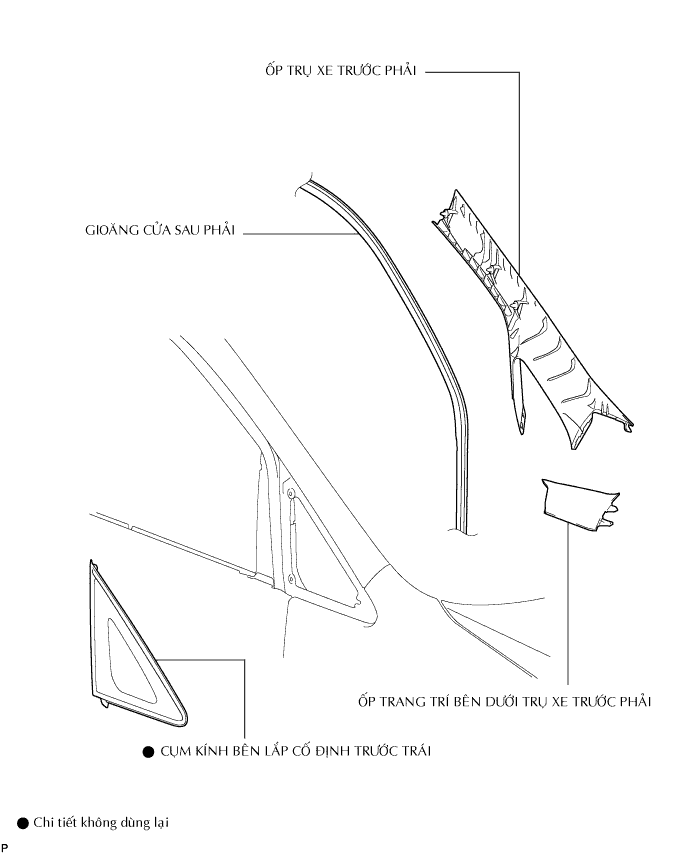 ỐP TRỤ XE TRƯỚC PHẢI
GIOĂNG CỬA SAU PHẢI
ỐP TRANG TRÍ BÊN DƯỚI TRỤ XE TRƯỚC PHẢI
● CỤM KÍNH BÊN LẮP CỐ ĐỊNH TRƯỚC TRÁI
● Chi tiết không dùng lại
P